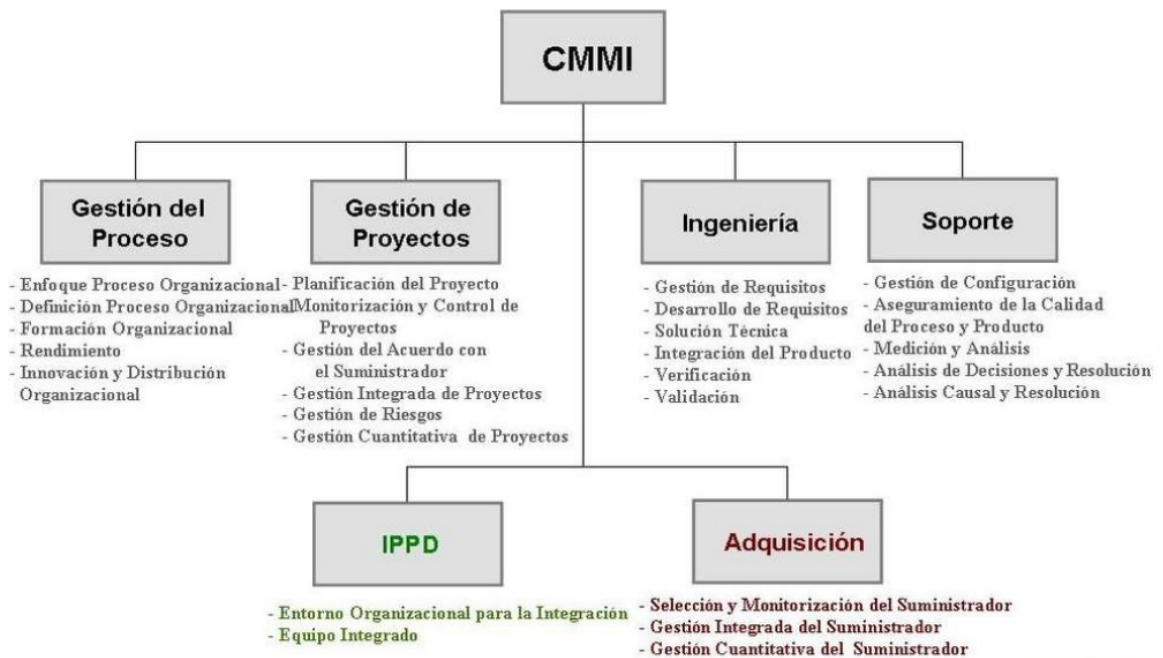 CMMI
Gestión del
Proceso
- Enfoque Proceso Organizacional
- Definición Proceso Organizacional
- Formación Organizacional
- Rendimiento
- Innovación y Distribución
Organizacional
Gestión de
Proyectos
- Planificación del Proyecto
- Monitorización y Control de
Proyectos
- Gestión del Acuerdo con
el Suministrador
- Gestión Integrada de Proyectos
- Gestión de Riesgos
- Gestión Cuantitativa de Proyectos
Ingeniería
- Gestión de Requisitos
- Desarrollo de Requisitos
- Solución Técnica
- Integración del Producto
- Verificación
- Validación
Soporte
- Gestión de Configuración
- Aseguramiento de la Calidad
del Proceso y Producto
- Medición y Análisis
- Análisis de Decisiones y Resolución
- Análisis Causal y Resolución
IPPD
- Entorno Organizacional para la Integración
- Equipo Integrado
Adquisición
- Selección y Monitorización del Suministrador
- Gestión Integrada del Suministrador
- Gestión Cuantitativa del Suministrador